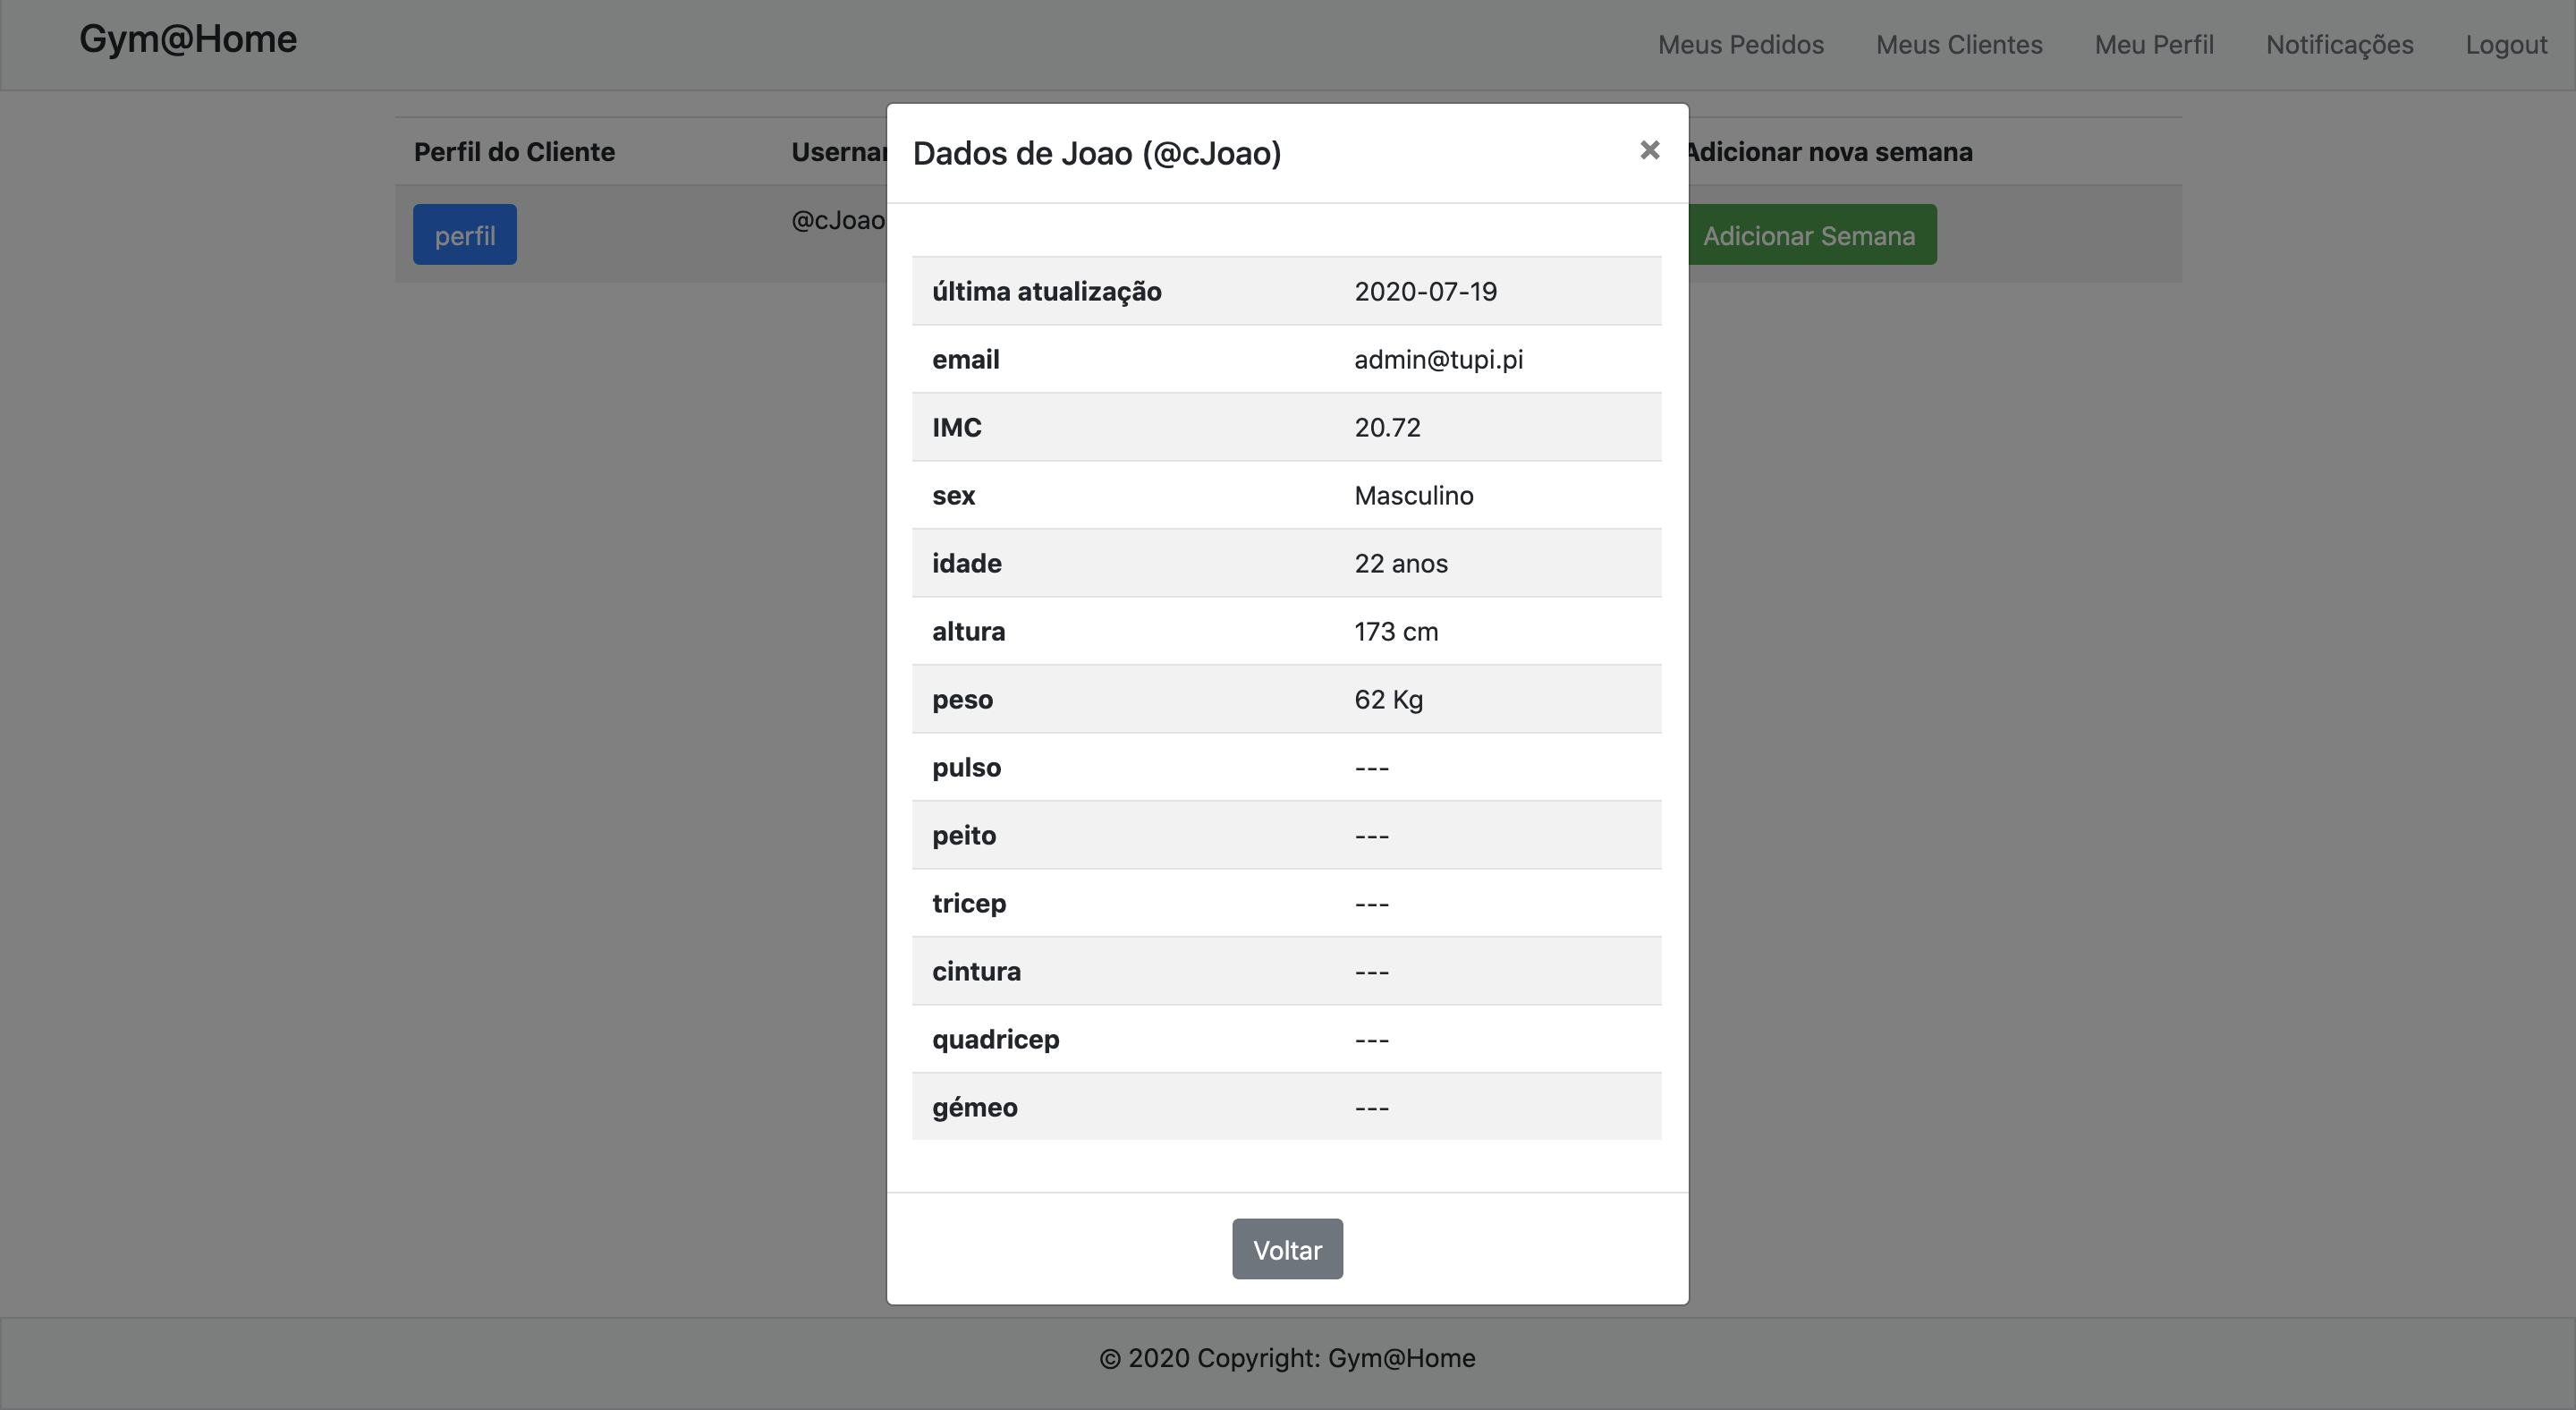 Gym@Home
Meus Pedidos Meus Clientes Meu Perfil Notificações Logout
Perfil do Cliente Adicionar nova semana
perfil @cJoao Adicionar Semana
Dados de Joao (@cJoao) ×
última atualização 2020-07-19
email admin@tupi.pi
IMC 20.72
sex Masculino
idade 22 anos
altura 173 cm
peso 62 Kg
pulso ---
peito ---
tricep ---
cintura ---
quadricep ---
gémeo ---
Voltar
© 2020 Copyright: Gym@Home